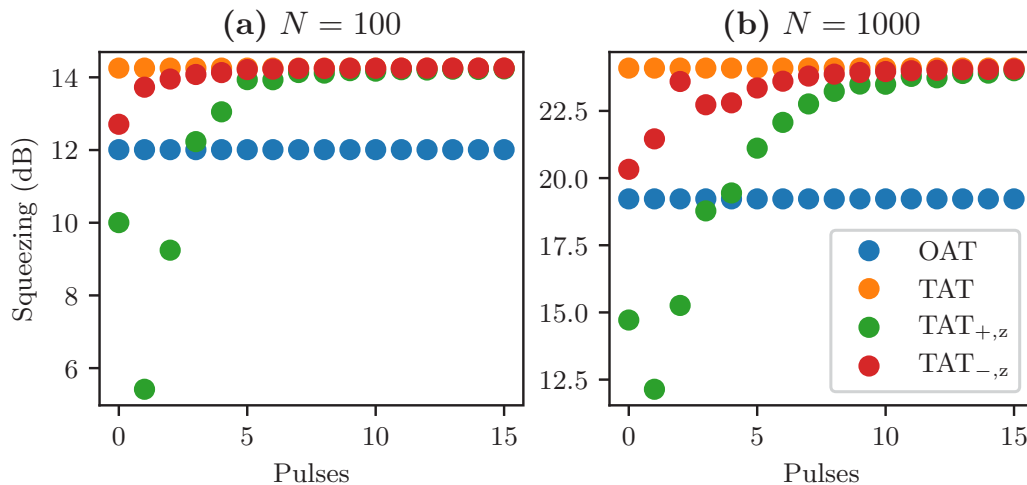 (a) N = 100
(b) N = 1000
Squeezing (dB)
14
12
10
8
6
22.5
20.0
17.5
15.0
12.5
OAT
TAT
TAT+,z
TAT−,z
0 5 10 15
0 5 10 15
Pulses
Pulses